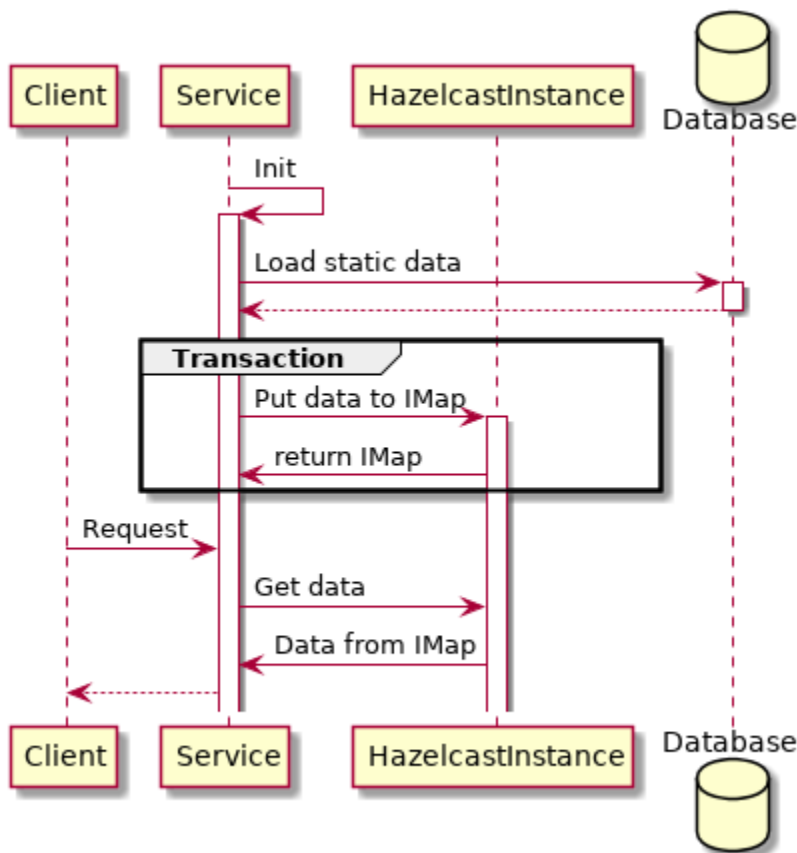 Client
Service
HazelcastInstance
Database
Init
Load static data
Transaction
Put data to IMap
return IMap
Request
Get data
Data from IMap
Client
Service
HazelcastInstance
Database